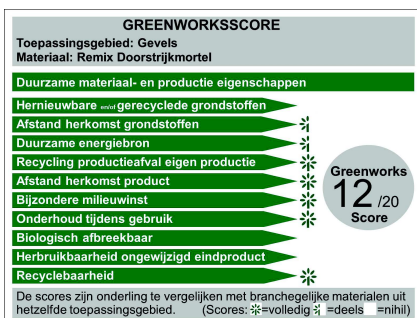 GREENWORKSSCORE
Toepassingsgebied: Gevels
Materiaal: Remix Doorstrijkmortel
Duurzame materiaal- en productie eigenschappen
Hernieuwbare en/of gerecyclede grondstoffen
Afstand herkomst grondstoffen
Duurzame energiebron
Recycling productieafval eigen productie
Afstand herkomst product
Bijzondere milieuwinst
Onderhoud tijdens gebruik
Biologisch afbreekbaar
Herbruikbaarheid ongewijzigd eindproduct
Recyclebaarheid
Greenworks
12 /20
Score
De scores zijn onderling te vergelijken met branchegelijke materialen uit
hetzelfde toepassingsgebied. (Scores: =volledig =deels =nihil)